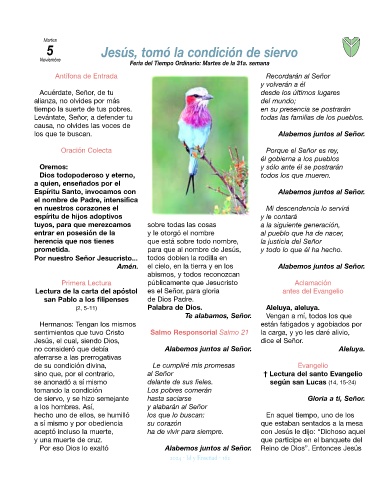 Martes
5
Noviembre
Jesús, tomó la condición de siervo
Feria del Tiempo Ordinario: Martes de la 31a. semana
Antífona de Entrada
Acuérdate, Señor, de tu
alianza, no olvides por más
tiempo la suerte de tus pobres.
Levántate, Señor, a defender tu
causa, no olvides las voces de
los que te buscan.
Oración Colecta
Oremos:
Dios todopoderoso y eterno,
a quien, enseñados por el
Espíritu Santo, invocamos con
el nombre de Padre, intensifica
en nuestros corazones el
espíritu de hijos adoptivos
tuyos, para que merezcamos
entrar en posesión de la
herencia que nos tienes
prometida.
Por nuestro Señor Jesucristo...
Amén.
Primera Lectura
Lectura de la carta del apóstol
san Pablo a los filipenses
(2, 5-11)
Hermanos: Tengan los mismos
sentimientos que tuvo Cristo
Jesús, el cual, siendo Dios,
no consideró que debía
aferrarse a las prerrogativas
de su condición divina,
sino que, por el contrario,
se anonadó a sí mismo
tomando la condición
de siervo, y se hizo semejante
a los hombres. Así,
hecho uno de ellos, se humilló
a sí mismo y por obediencia
aceptó incluso la muerte,
y una muerte de cruz.
Por eso Dios lo exaltó
sobre todas las cosas
y le otorgó el nombre
que está sobre todo nombre,
para que al nombre de Jesús,
todos doblen la rodilla en
el cielo, en la tierra y en los
abismos, y todos reconozcan
públicamente que Jesucristo
es el Señor, para gloria
de Dios Padre.
Palabra de Dios.
Te alabamos, Señor.
Salmo Responsorial Salmo 21
Alabemos juntos al Señor.
Le cumpliré mis promesas
al Señor
delante de sus fieles.
Los pobres comerán
hasta saciarse
y alabarán al Señor
los que lo buscan:
su corazón
ha de vivir para siempre.
Alabemos juntos al Señor.
Recordarán al Señor
y volverán a él
desde los últimos lugares
del mundo;
en su presencia se postrarán
todas las familias de los pueblos.
Alabemos juntos al Señor.
Porque el Señor es rey,
él gobierna a los pueblos
y sólo ante él se postrarán
todos los que mueren.
Alabemos juntos al Señor.
Mi descendencia lo servirá
y le contará
a la siguiente generación,
al pueblo que ha de nacer,
la justicia del Señor
y todo lo que él ha hecho.
Alabemos juntos al Señor.
Aclamación
antes del Evangelio
Aleluya, aleluya.
Vengan a mí, todos los que
están fatigados y agobiados por
la carga, y yo les daré alivio,
dice el Señor.
Aleluya.
Evangelio
† Lectura del santo Evangelio
según san Lucas (14, 15-24)
Gloria a ti, Señor.
En aquel tiempo, uno de los
que estaban sentados a la mesa
con Jesús le dijo: "Dichoso aquel
que participe en el banquete del
Reino de Dios". Entonces Jesús